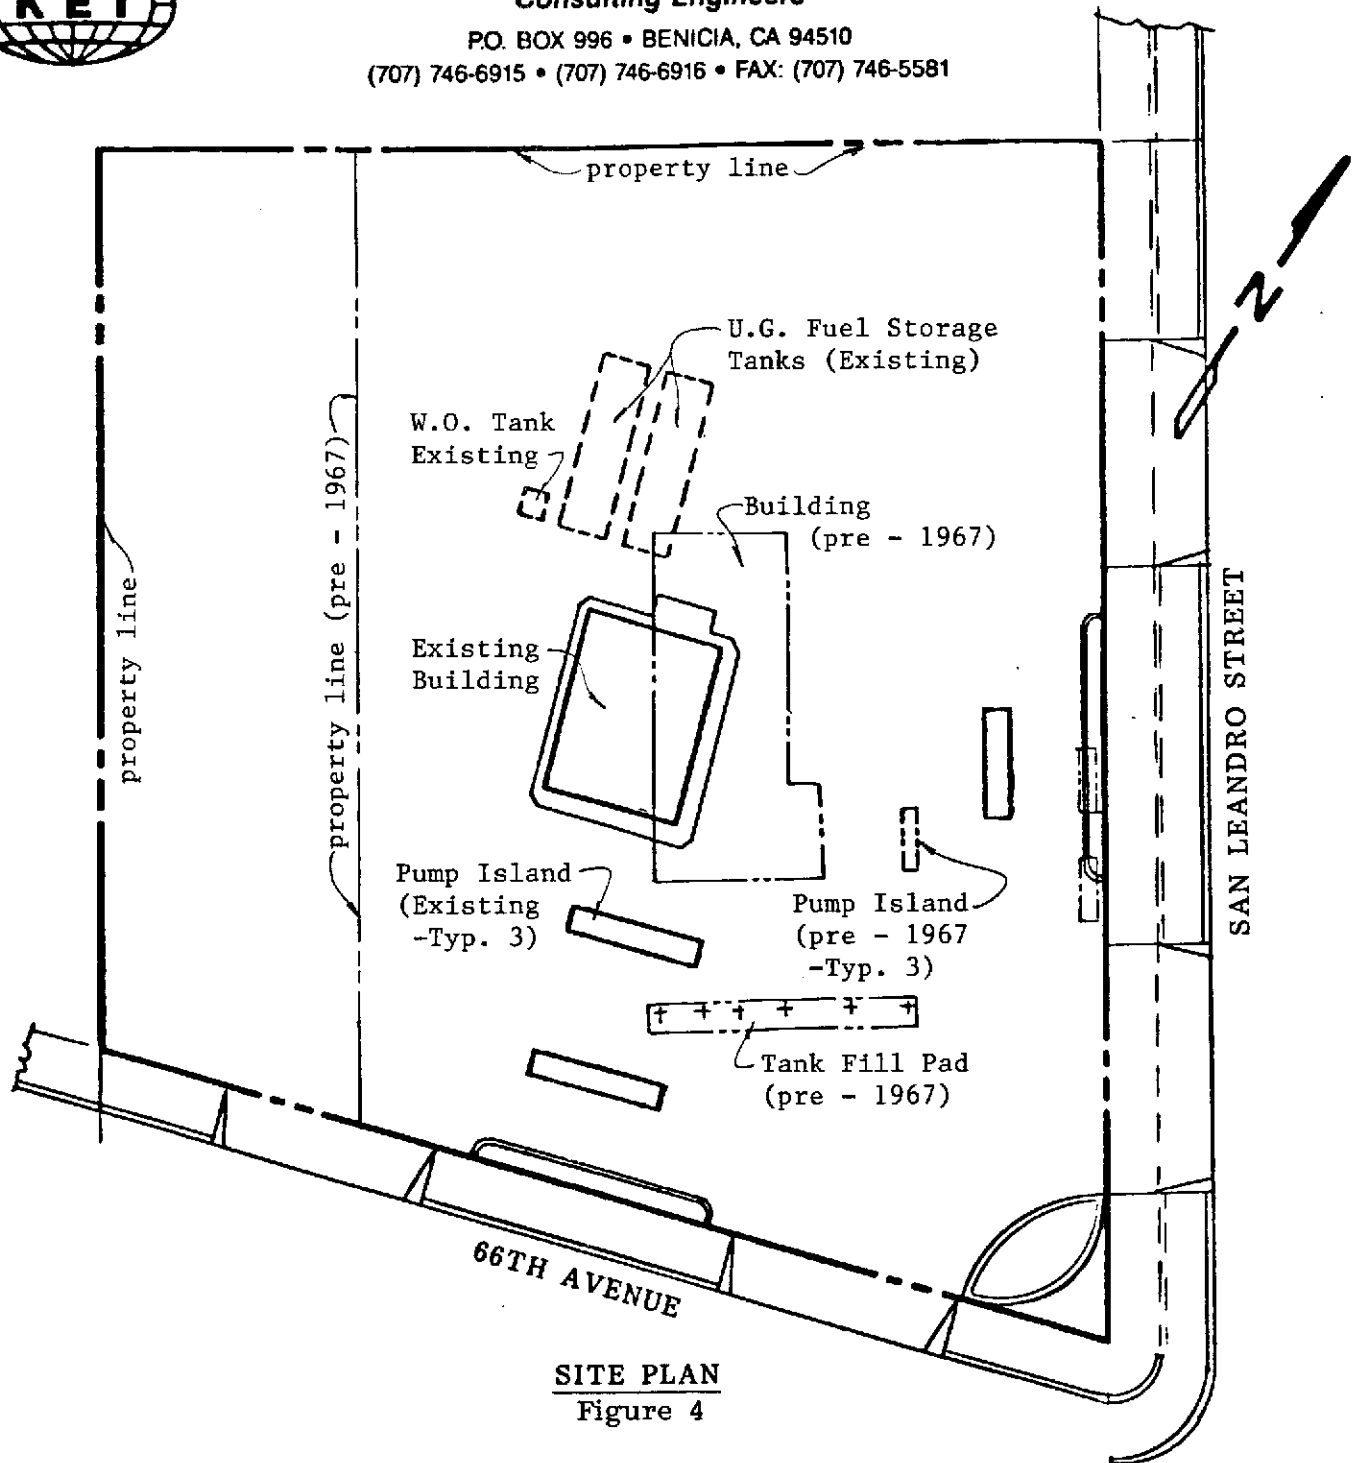 KEI
Consulting Engineers
P.O. BOX 996 • BENICIA, CA 94510
(707) 746-6915 • (707) 746-6916 • FAX: (707) 746-5581
property line
N
U.G. Fuel Storage
Tanks (Existing)
W.O. Tank
Existing
property line (pre - 1967)
Building
(pre - 1967)
property line
Existing
Building
SAN LEANDRO STREET
Pump Island
(Existing
-Typ. 3)
Pump Island
(pre - 1967
-Typ. 3)
Tank Fill Pad
(pre - 1967)
66TH AVENUE
SITE PLAN
Figure 4